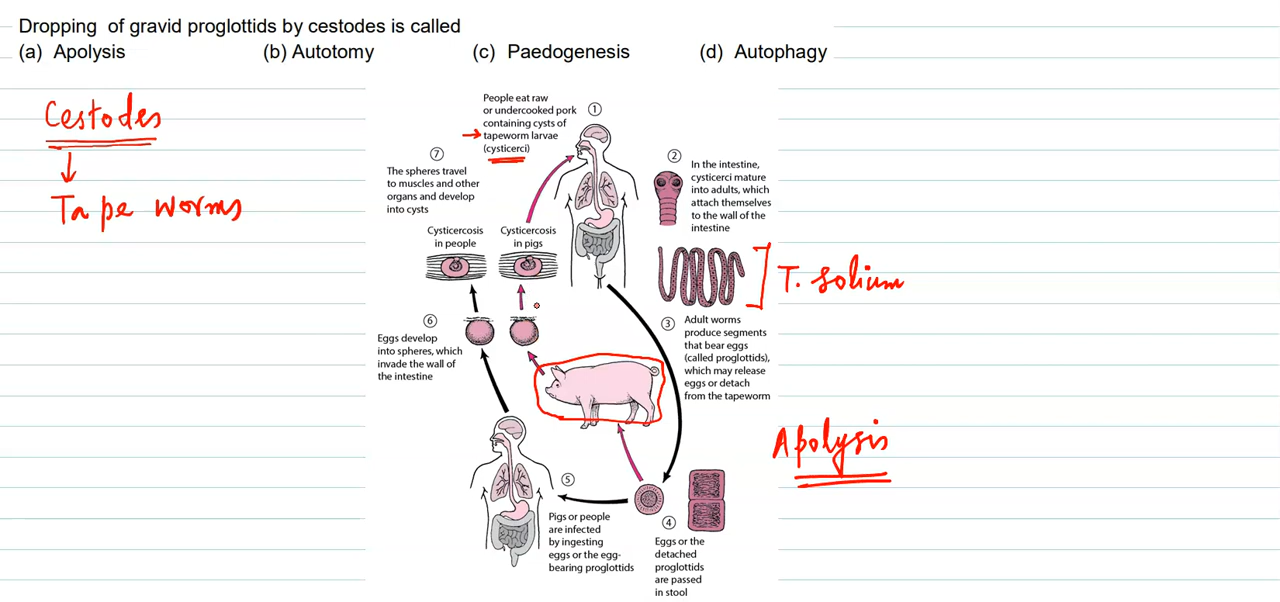 Dropping of gravid proglottids by cestodes is called
(a) Apolysis (b) Autotomy (c) Paedogenesis (d) Autophagy
Cestodes
Tape worms
People eat raw
or undercooked pork
containing cysts of
tapeworm larvae
(cysticerci)
1
2
In the intestine,
cysticerci mature
into adults, which
attach themselves
to the wall of the
intestine
T. Solium
3
Adult worms
produce segments
that bear eggs
(called proglottids),
which may release
eggs or detach
from the tapeworm
Apolysis
4
Eggs or the
detached
proglottids
are passed
in stool
5
Pigs or people
are infected
by ingesting
eggs or the egg-
bearing proglottids
6
Eggs develop
into spheres, which
invade the wall of
the intestine
7
The spheres travel
to muscles and other
organs and develop
into cysts
Cysticercosis
in people
Cysticercosis
in pigs